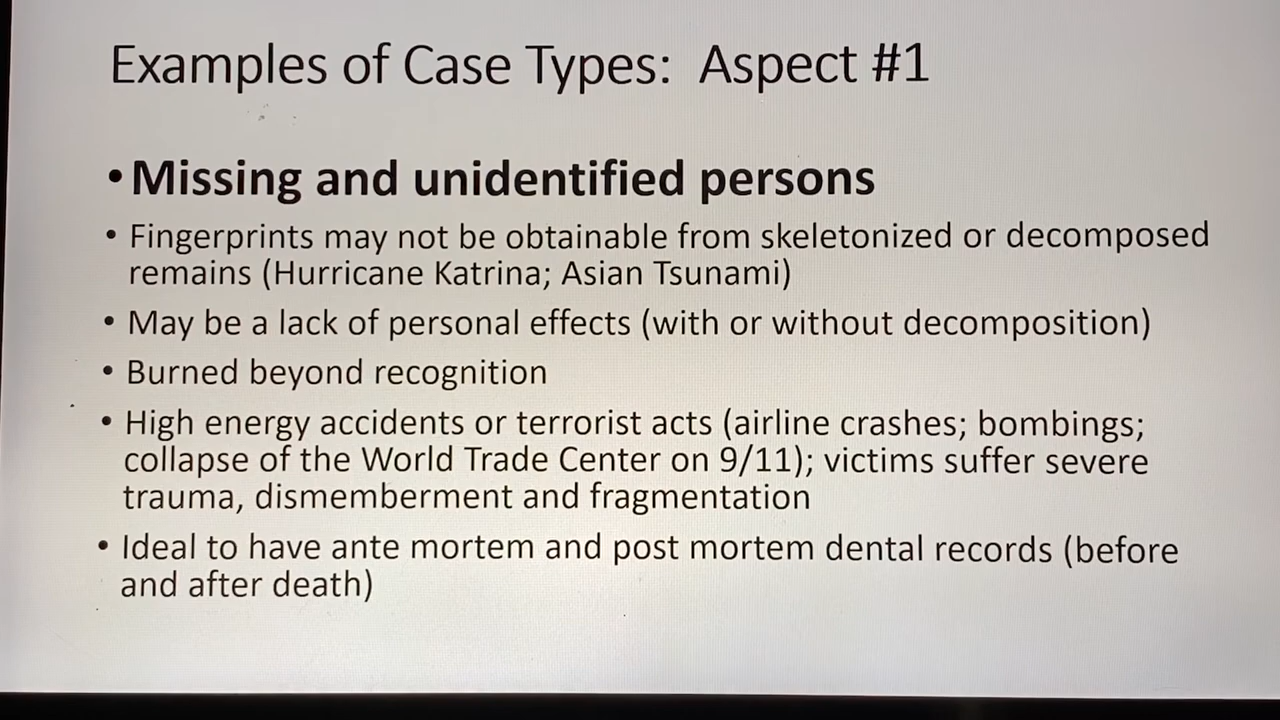 Examples of Case Types: Aspect #1
• Missing and unidentified persons
• Fingerprints may not be obtainable from skeletonized or decomposed
remains (Hurricane Katrina; Asian Tsunami)
• May be a lack of personal effects (with or without decomposition)
• Burned beyond recognition
• High energy accidents or terrorist acts (airline crashes; bombings;
collapse of the World Trade Center on 9/11); victims suffer severe
trauma, dismemberment and fragmentation
• Ideal to have ante mortem and post mortem dental records (before
and after death)